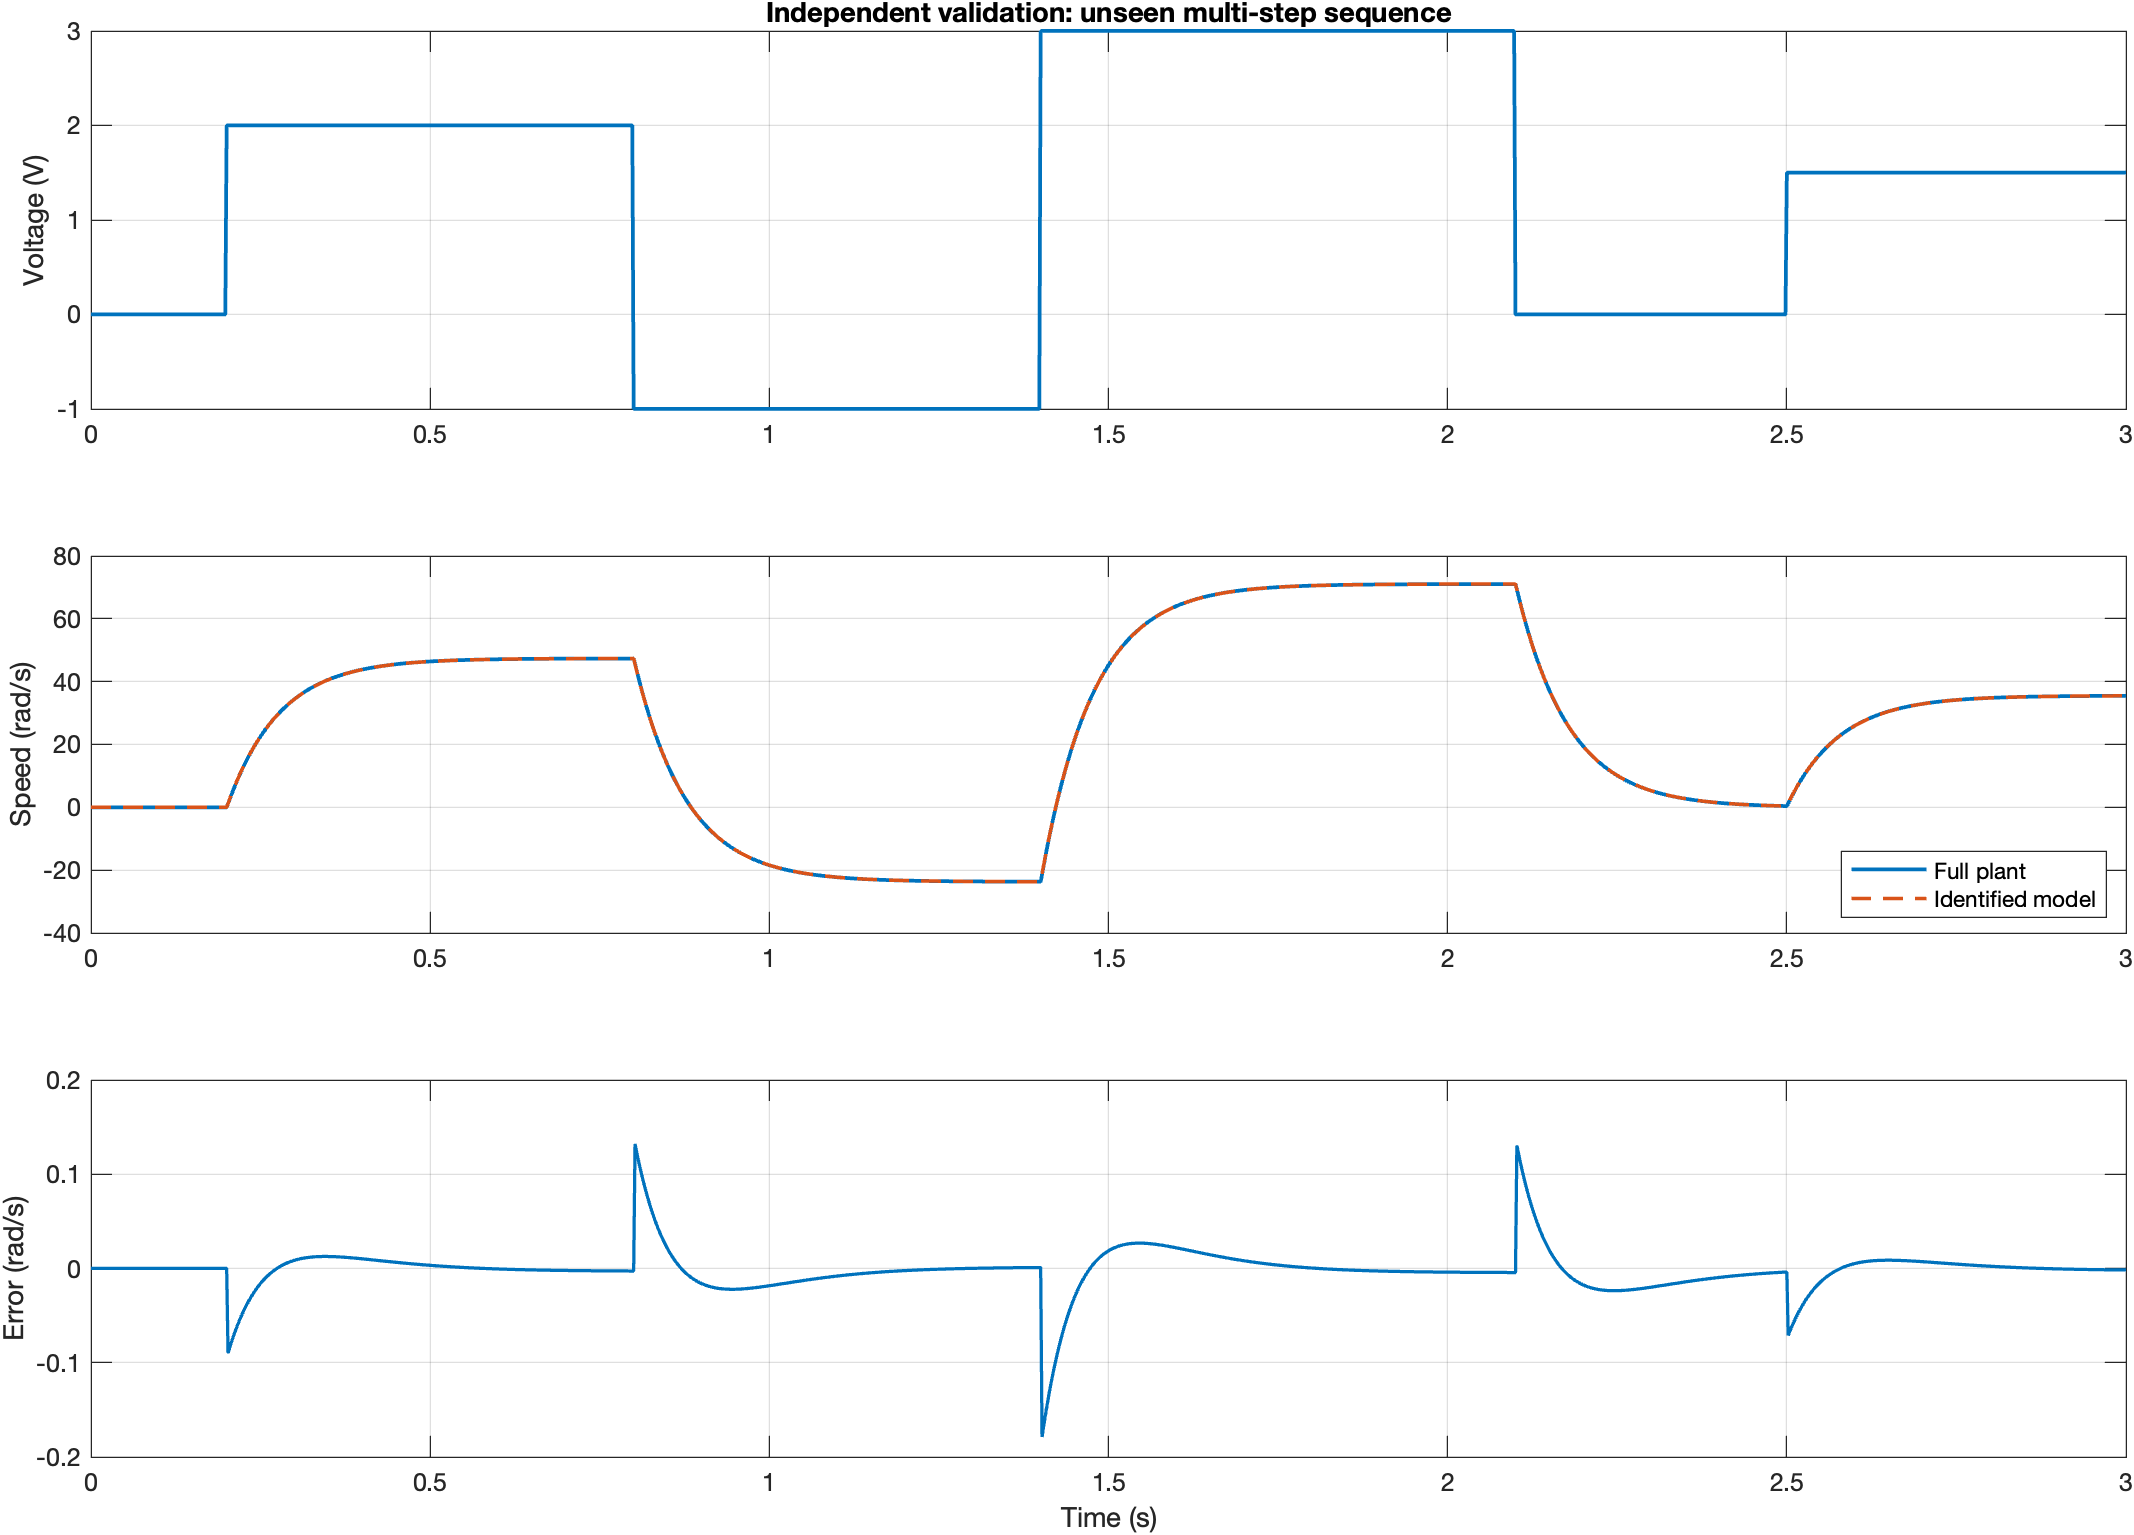 Independent validation: unseen multi-step sequence
Voltage (V)
3
2
1
0
-1
0 0.5 1 1.5 2 2.5 3
Speed (rad/s)
80
60
40
20
0
-20
-40
Full plant
Identified model
0 0.5 1 1.5 2 2.5 3
Error (rad/s)
0.2
0.1
0
-0.1
-0.2
0 0.5 1 1.5 2 2.5 3
Time (s)